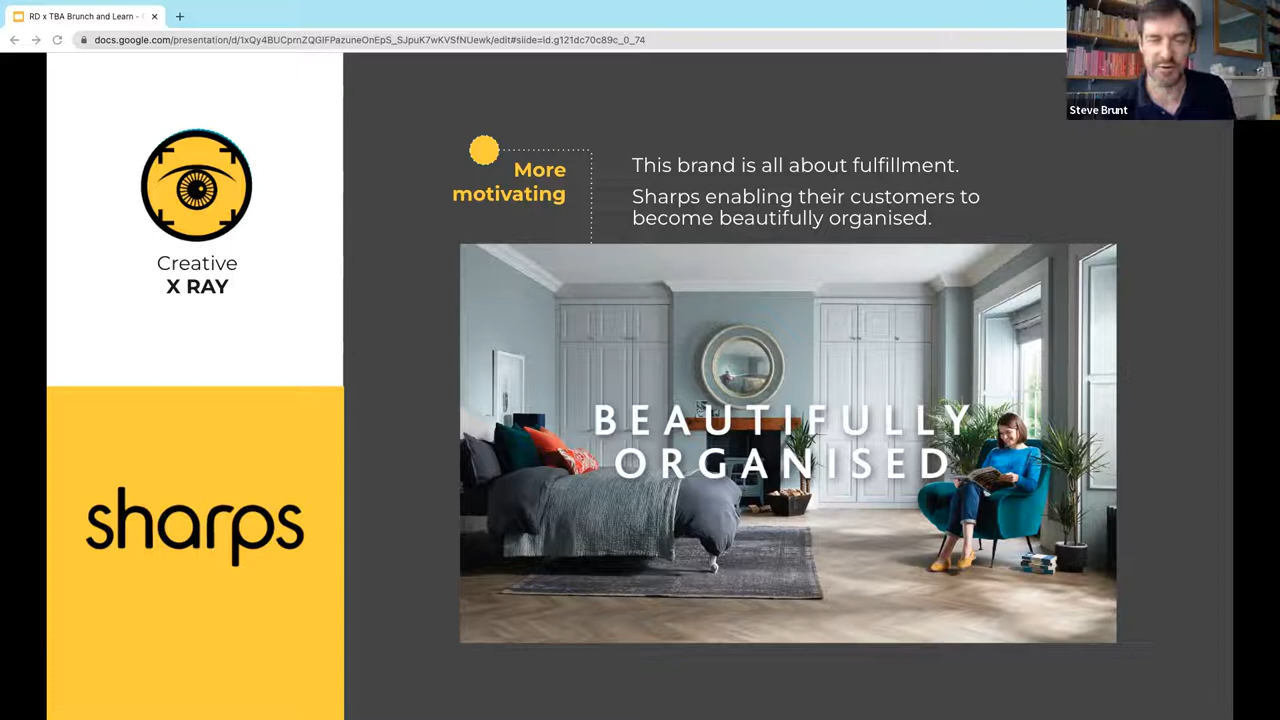 RD x TBA Brunch and Learn -
docs.google.com/presentation/d/1xQy4BUCprnZQGIFPazuneOnEpS_SJpuK7wKVSfNUewk/edit#slide=id.g121dc70c89c_0_74
Steve Brunt
Creative
X RAY
sharps
More
motivating
This brand is all about fulfillment.
Sharps enabling their customers to
become beautifully organised.
BEAUTIFULLY
ORGANISED